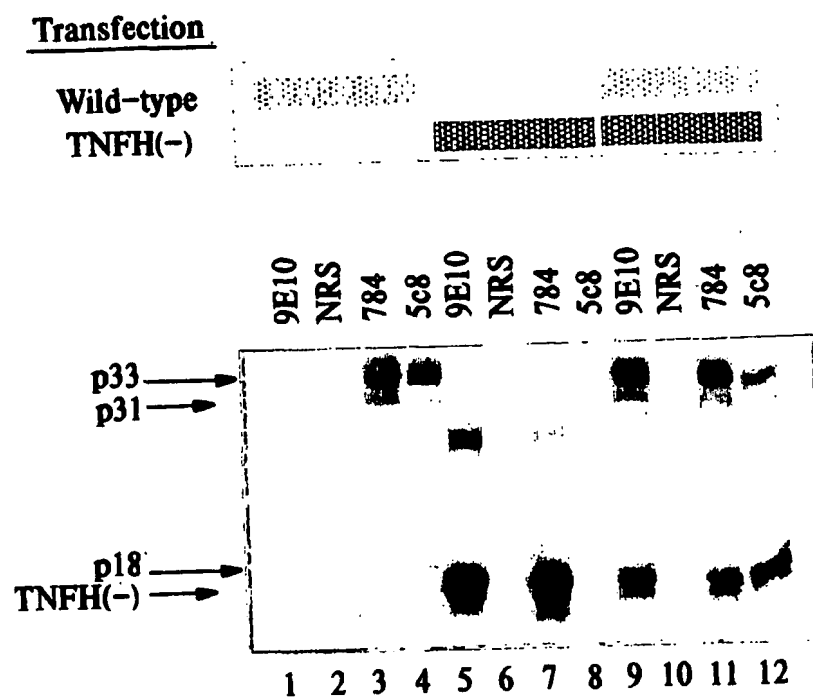 Transfection
Wild-type
TNFH(-)
9E10 NRS 784 5c8 9E10 NRS 784 5c8 9E10 NRS 784 5c8
p33
p31
p18
TNFH(-)
1 2 3 4 5 6 7 8 9 10 11 12